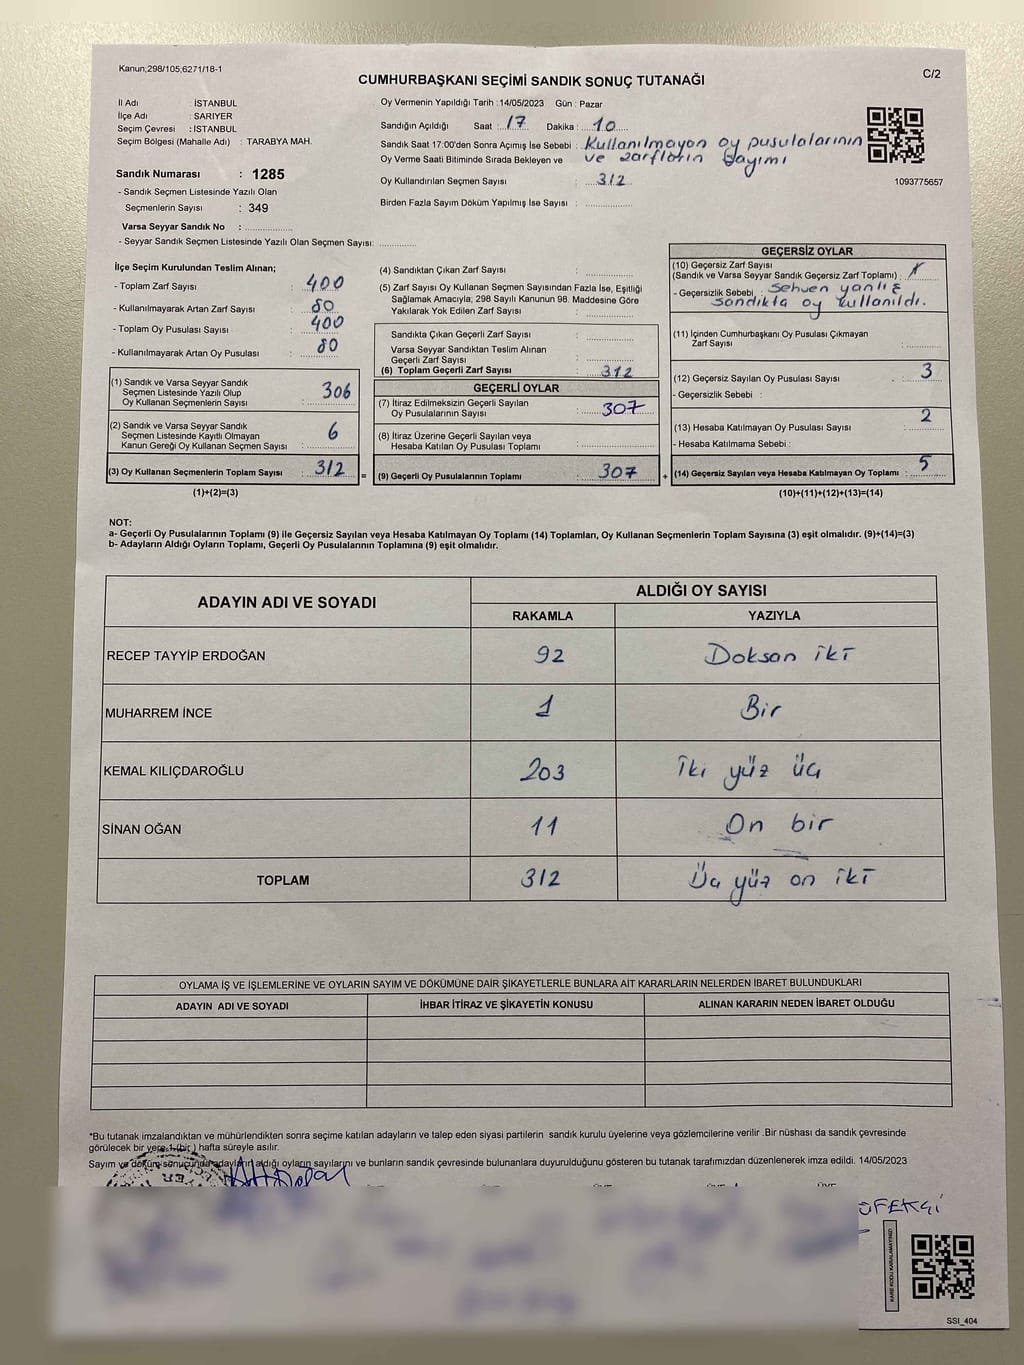 Kanun;298/105;6271/18-1
CUMHURBAŞKANI SEÇİMİ SANDIK SONUÇ TUTANAĞI
C/2
İl Adı : İSTANBUL
İlçe Adı : SARIYER
Seçim Çevresi : İSTANBUL
Seçim Bölgesi (Mahalle Adı) : TARABYA MAH.
Sandık Numarası : 1285
- Sandık Seçmen Listesinde Yazılı Olan
Seçmenlerin Sayısı : 349
Varsa Seyyar Sandık No :
- Seyyar Sandık Seçmen Listesinde Yazılı Olan Seçmen Sayısı:
Oy Vermenin Yapıldığı Tarih :14/05/2023 Gün : Pazar
Sandığın Açıldığı Saat : 17 Dakika : 10
Sandık Saat 17:00'den Sonra Açımiş İse Sebebi : Kullanılmayan oy pusulalarının
ve zarfların sayımı
Oy Verme Saati Bitiminde Sırada Bekleyen ve
Oy Kullandırılan Seçmen Sayısı : 312
Birden Fazla Sayım Döküm Yapılmış İse Sayısı :
1093775657
İlçe Seçim Kurulundan Teslim Alınan;
- Toplam Zarf Sayısı : 400
- Kullanılmayarak Artan Zarf Sayısı : 80
- Toplam Oy Pusulası Sayısı : 400
- Kullanılmayarak Artan Oy Pusulası : 80
(1) Sandık ve Varsa Seyyar Sandık
Seçmen Listesinde Yazılı Olup
Oy Kullanan Seçmenlerin Sayısı : 306
(2) Sandık ve Varsa Seyyar Sandık
Seçmen Listesinde Kayıtlı Olmayan
Kanun Gereği Oy Kullanan Seçmen Sayısı : 6
(3) Oy Kullanan Seçmenlerin Toplam Sayısı : 312
(1)+(2)=(3)
=
(4) Sandıktan Çıkan Zarf Sayısı :
(5) Zarf Sayısı Oy Kullanan Seçmen Sayısından Fazla İse, Eşitliği
Sağlamak Amacıyla; 298 Sayılı Kanunun 98. Maddesine Göre
Yakılarak Yok Edilen Zarf Sayısı :
Sandıkta Çıkan Geçerli Zarf Sayısı :
Varsa Seyyar Sandıktan Teslim Alınan
Geçerli Zarf Sayısı :
(6) Toplam Geçerli Zarf Sayısı : 312
GEÇERLİ OYLAR
(7) İtiraz Edilmeksizin Geçerli Sayılan
Oy Pusulalarının Sayısı : 307
(8) İtiraz Üzerine Geçerli Sayılan veya
Hesaba Katılan Oy Pusulası Toplamı :
(9) Geçerli Oy Pusulalarının Toplamı : 307
+
GEÇERSİZ OYLAR
(10) Geçersiz Zarf Sayısı
(Sandık ve Varsa Seyyar Sandık Geçersiz Zarf Toplamı) :
- Geçersizlik Sebebi : Sehven yanlış
sandıkta oy kullanıldı.
(11) İçinden Cumhurbaşkanı Oy Pusulası Çıkmayan
Zarf Sayısı :
(12) Geçersiz Sayılan Oy Pusulası Sayısı : 3
- Geçersizlik Sebebi :
(13) Hesaba Katılmayan Oy Pusulası Sayısı : 2
- Hesaba Katılmama Sebebi :
(14) Geçersiz Sayılan veya Hesaba Katılmayan Oy Toplamı : 5
(10)+(11)+(12)+(13)=(14)
NOT:
a- Geçerli Oy Pusulalarının Toplamı (9) ile Geçersiz Sayılan veya Hesaba Katılmayan Oy Toplamı (14) Toplamları, Oy Kullanan Seçmenlerin Toplam Sayısına (3) eşit olmalıdır. (9)+(14)=(3)
b- Adayların Aldığı Oyların Toplamı, Geçerli Oy Pusulalarının Toplamına (9) eşit olmalıdır.
ADAYIN ADI VE SOYADI
ALDIĞI OY SAYISI
RAKAMLA YAZIYLA
RECEP TAYYİP ERDOĞAN 92 Doksan iki
MUHARREM İNCE 1 Bir
KEMAL KILIÇDAROĞLU 203 İki yüz üç
SİNAN OĞAN 11 On bir
TOPLAM 312 Üç yüz on iki
OYLAMA İŞ VE İŞLEMLERİNE VE OYLARIN SAYIM VE DÖKÜMÜNE DAİR ŞİKAYETLERLE BUNLARA AİT KARARLARIN NELERDEN İBARET BULUNDUKLARI
ADAYIN ADI VE SOYADI İHBAR İTİRAZ VE ŞİKAYETİN KONUSU ALINAN KARARIN NEDEN İBARET OLDUĞU
*Bu tutanak imzalandıktan ve mühürlendikten sonra seçime katılan adayların ve talep eden siyasi partilerin sandık kurulu üyelerine veya gözlemcilerine verilir .Bir nüshası da sandık çevresinde
görülecek bir yere 1 (bir ) hafta süreyle asılır.
Sayım ve döküm sonucunda adayların aldığı oyların sayılarını ve bunların sandık çevresinde bulunanlara duyurulduğunu gösteren bu tutanak tarafımızdan düzenlenerek imza edildi. 14/05/2023
KARE KODU KARALAMAYINIZ!
SSI_404